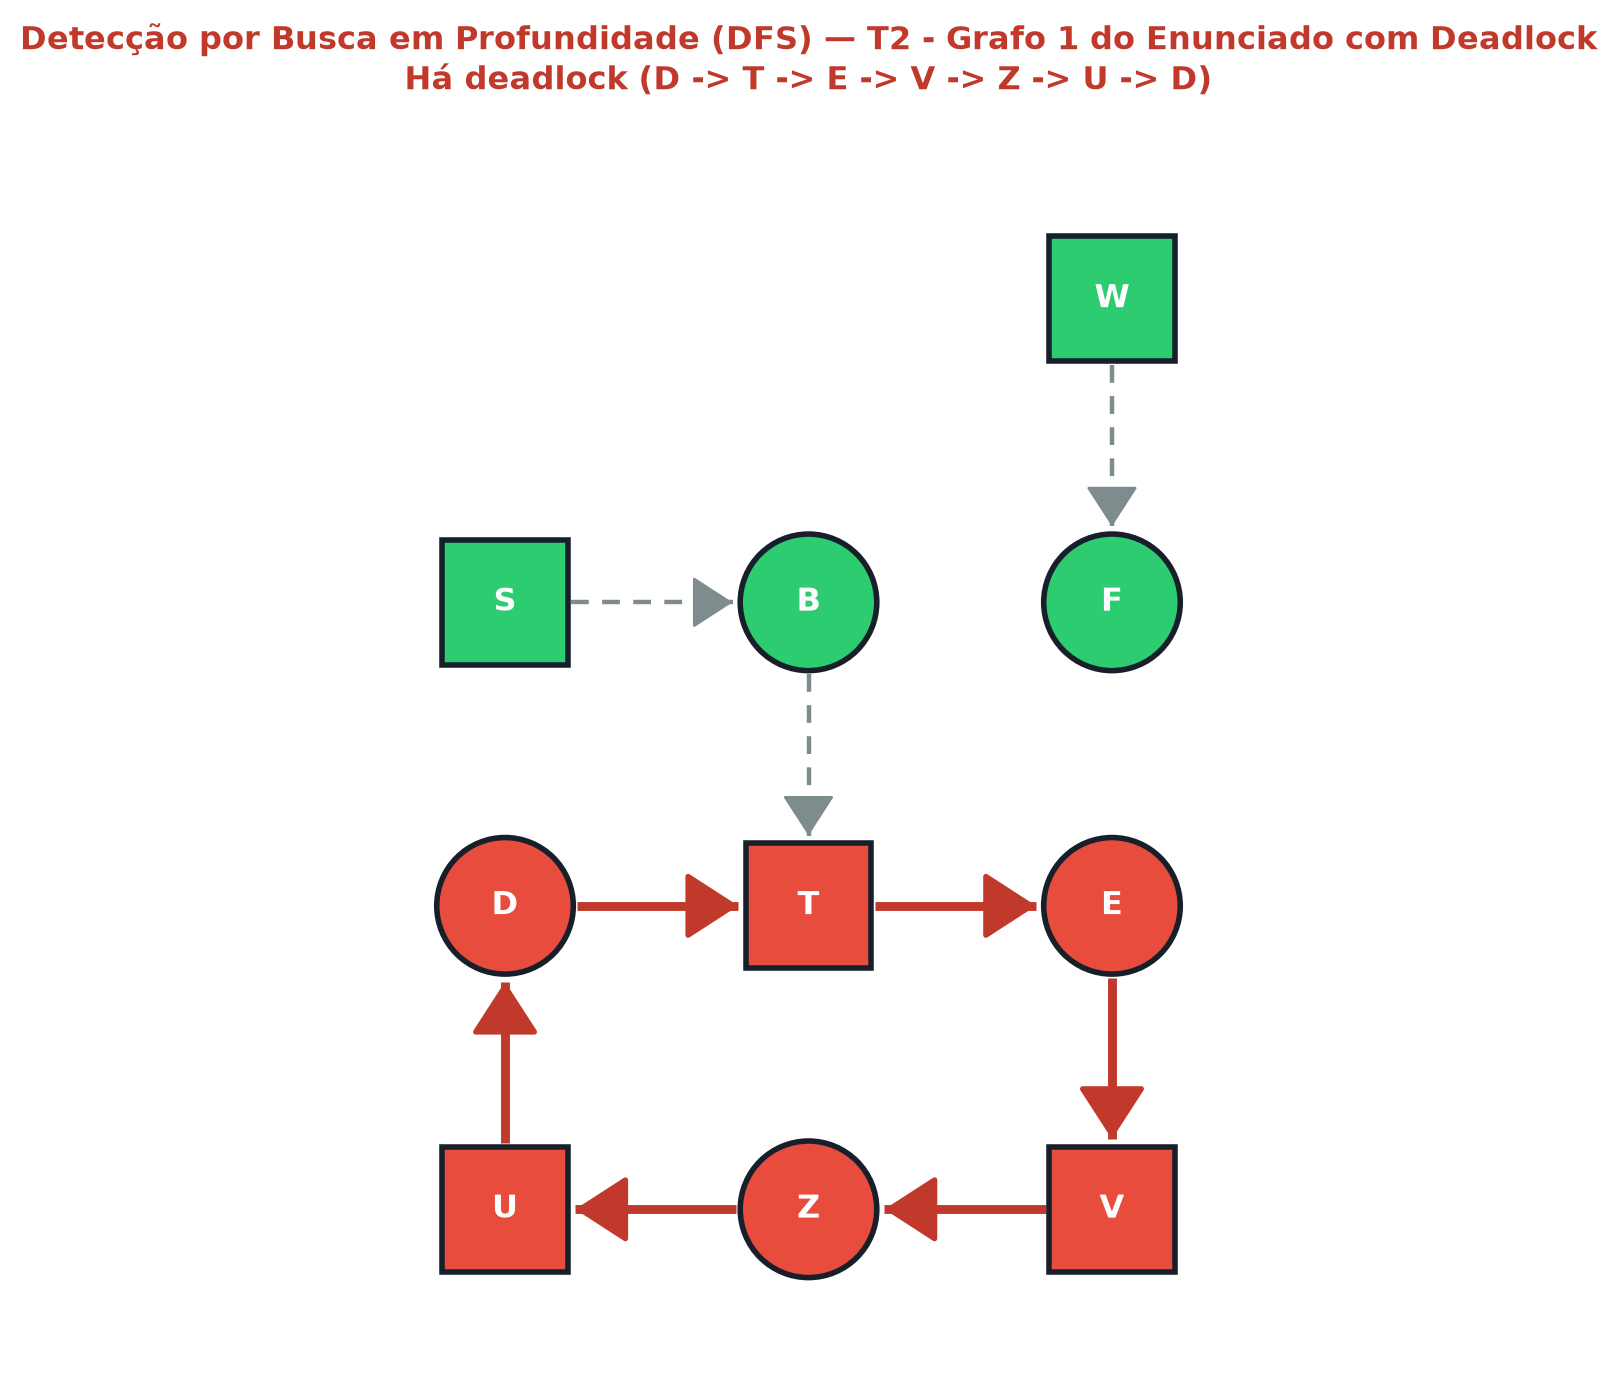 Detecção por Busca em Profundidade (DFS) — T2 - Grafo 1 do Enunciado com Deadlock
Há deadlock (D -> T -> E -> V -> Z -> U -> D)
W
S
B
F
D
T
E
U
Z
V